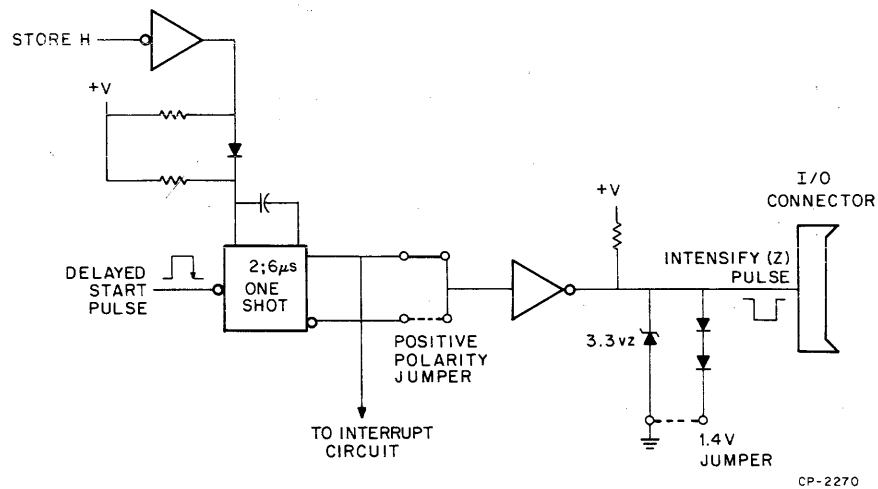 STORE H
+V
+V
I/O
CONNECTOR
DELAYED
START
PULSE
2;6µs
ONE
SHOT
INTENSIFY (Z)
PULSE
POSITIVE
POLARITY
JUMPER
3.3vz
TO INTERRUPT
CIRCUIT
1.4V
JUMPER
CP-2270